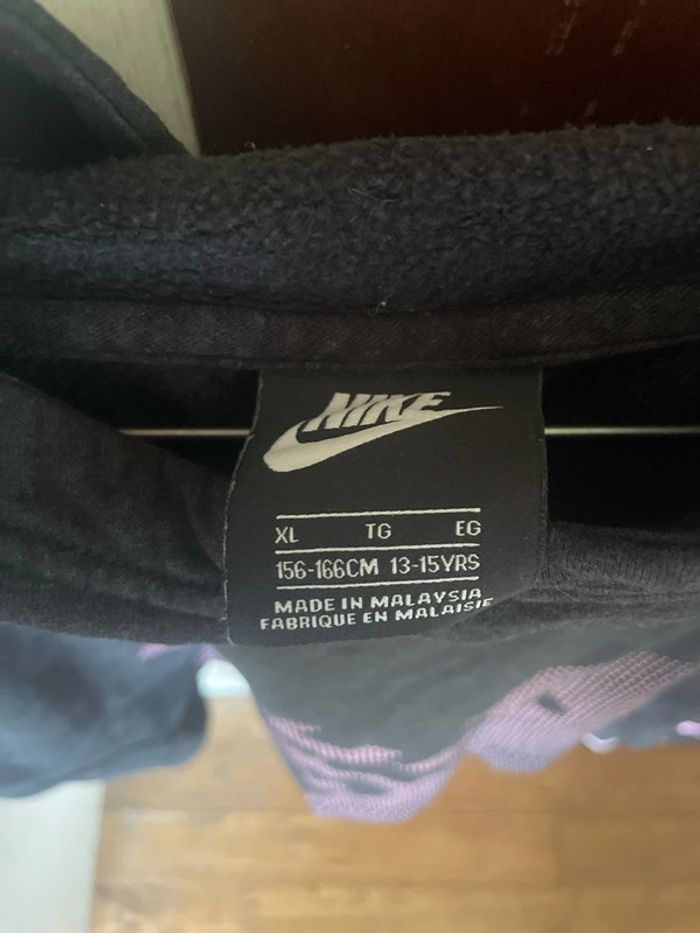 NIKE
XL TG EG
156-166CM 13-15YRS
MADE IN MALAYSIA
FABRIQUE EN MALAISIE